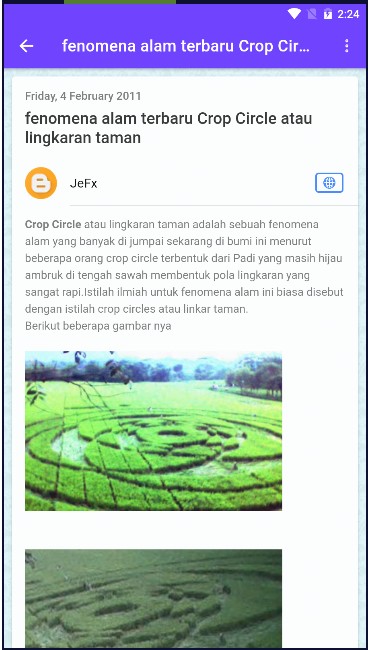 2:24
fenomena alam terbaru Crop Cir...
Friday, 4 February 2011
fenomena alam terbaru Crop Circle atau
lingkaran taman
JeFx
Crop Circle atau lingkaran taman adalah sebuah fenomena
alam yang banyak di jumpai sekarang di bumi ini menurut
beberapa orang crop circle terbentuk dari Padi yang masih hijau
ambruk di tengah sawah membentuk pola lingkaran yang
sangat rapi.Istilah ilmiah untuk fenomena alam ini biasa disebut
dengan istilah crop circles atau linkar taman.
Berikut beberapa gambar nya